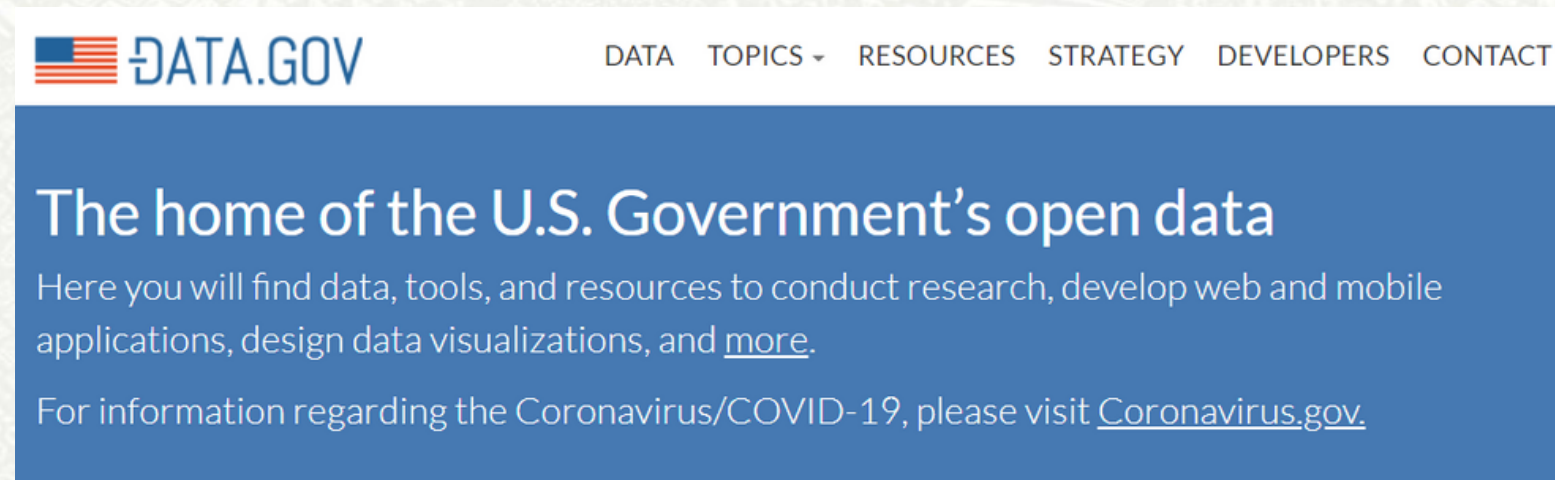 DATA.GOV
DATA TOPICS RESOURCES STRATEGY DEVELOPERS CONTACT
The home of the U.S. Government’s open data
Here you will find data, tools, and resources to conduct research, develop web and mobile
applications, design data visualizations, and more.
For information regarding the Coronavirus/COVID-19, please visit Coronavirus.gov.